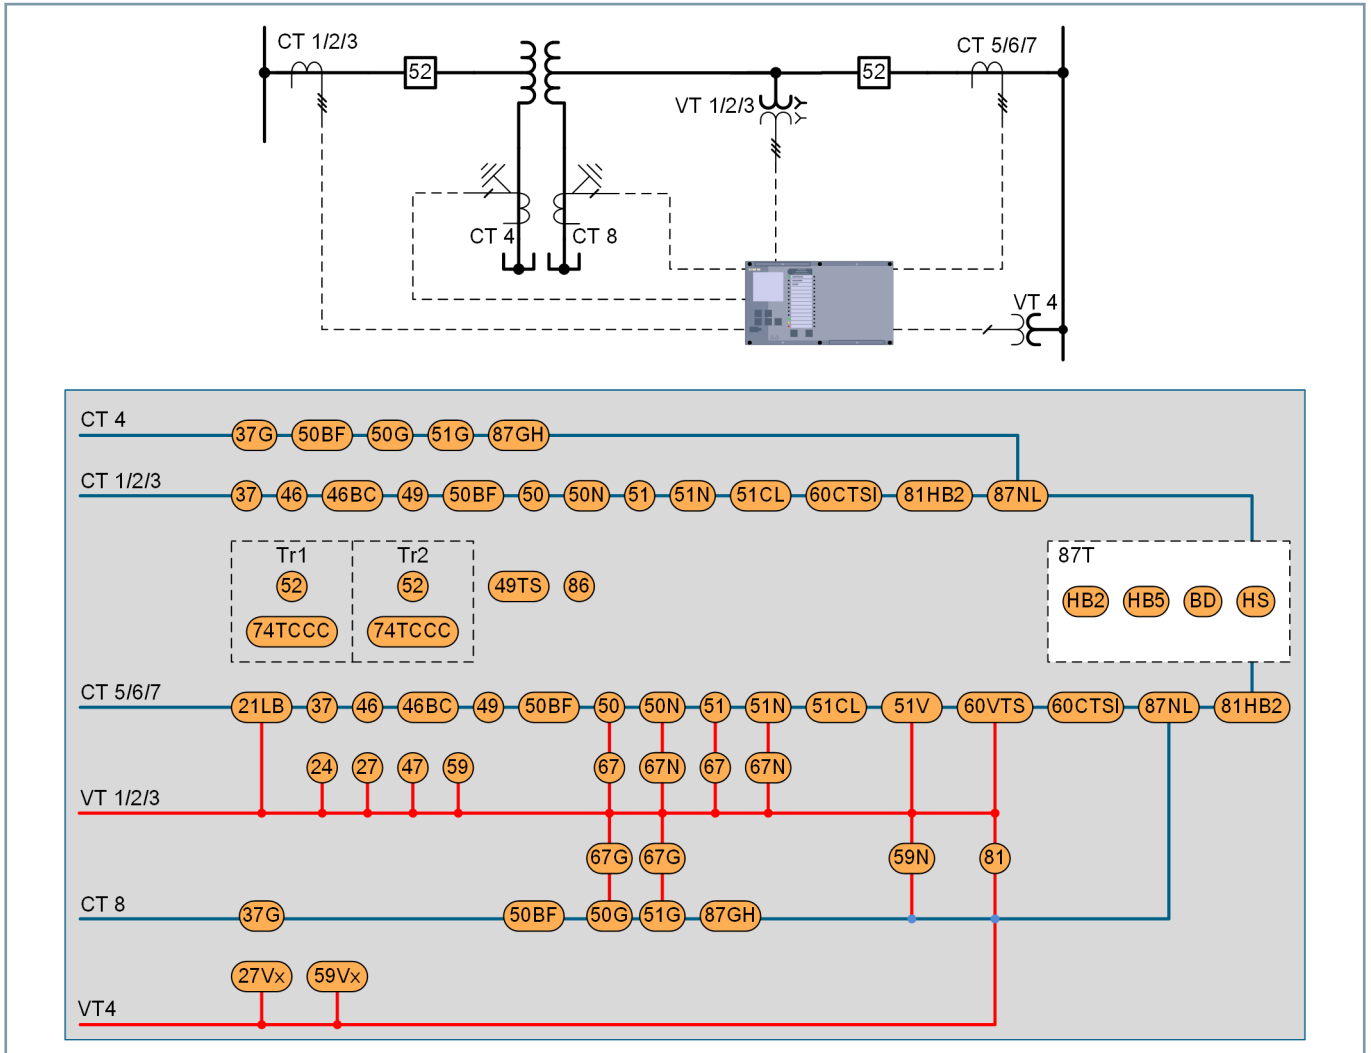 CT 1/2/3
CT 5/6/7
52
52
VT 1/2/3
CT 4
CT 8
VT 4
CT 4
37G 50BF 50G 51G 87GH
CT 1/2/3
37 46 46BC 49 50BF 50 50N 51 51N 51CL 60CTSI 81HB2 87NL
Tr1 Tr2 87T
52 52 49TS 86
HB2 HB5 BD HS
74TCCC 74TCCC
CT 5/6/7
21LB 37 46 46BC 49 50BF 50 50N 51 51N 51CL 51V 60VTS 60CTSI 87NL 81HB2
24 27 47 59 67 67N 67 67N
VT 1/2/3
67G 67G 59N 81
CT 8
37G 50BF 50G 51G 87GH
27Vx 59Vx
VT4